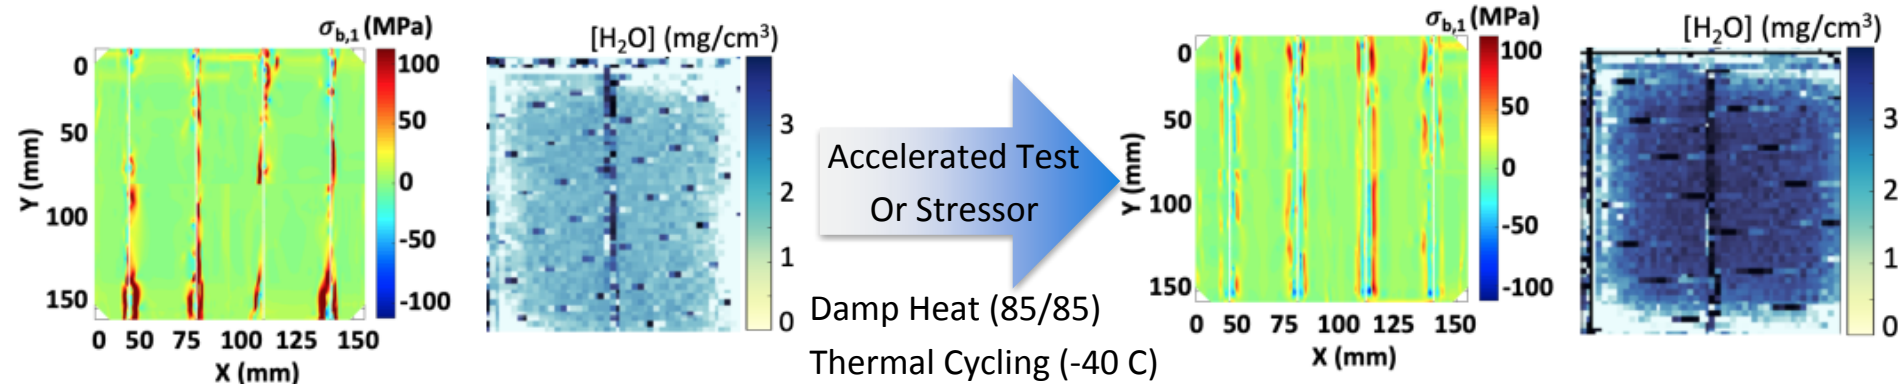 σb,1 (MPa)
0
50
100
150
Y (mm)
0 50 75 100 125 150
X (mm)
100
50
0
-50
-100
[H2O] (mg/cm3)
3
2
1
0
Accelerated Test
Or Stressor
Damp Heat (85/85)
Thermal Cycling (-40 C)
σb,1 (MPa)
0
50
100
150
Y (mm)
0 50 75 100 125 150
X (mm)
100
50
0
-50
-100
[H2O] (mg/cm3)
3
2
1
0